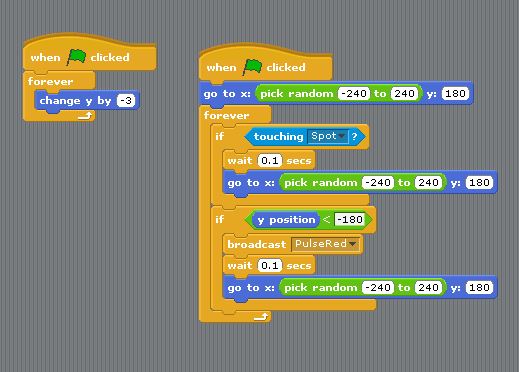 when clicked
forever
change y by -3
when clicked
go to x: pick random -240 to 240 y: 180
forever
if touching Spot ?
wait 0.1 secs
go to x: pick random -240 to 240 y: 180
if y position < -180
broadcast PulseRed
wait 0.1 secs
go to x: pick random -240 to 240 y: 180